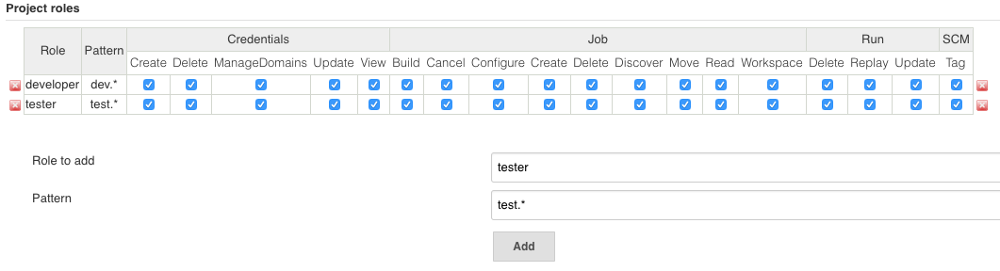 Project roles
Role Pattern Credentials Job Run SCM
Create Delete ManageDomains Update View Build Cancel Configure Create Delete Discover Move Read Workspace Delete Replay Update Tag
developer dev.*
tester test.*
Role to add tester
Pattern test.*
Add